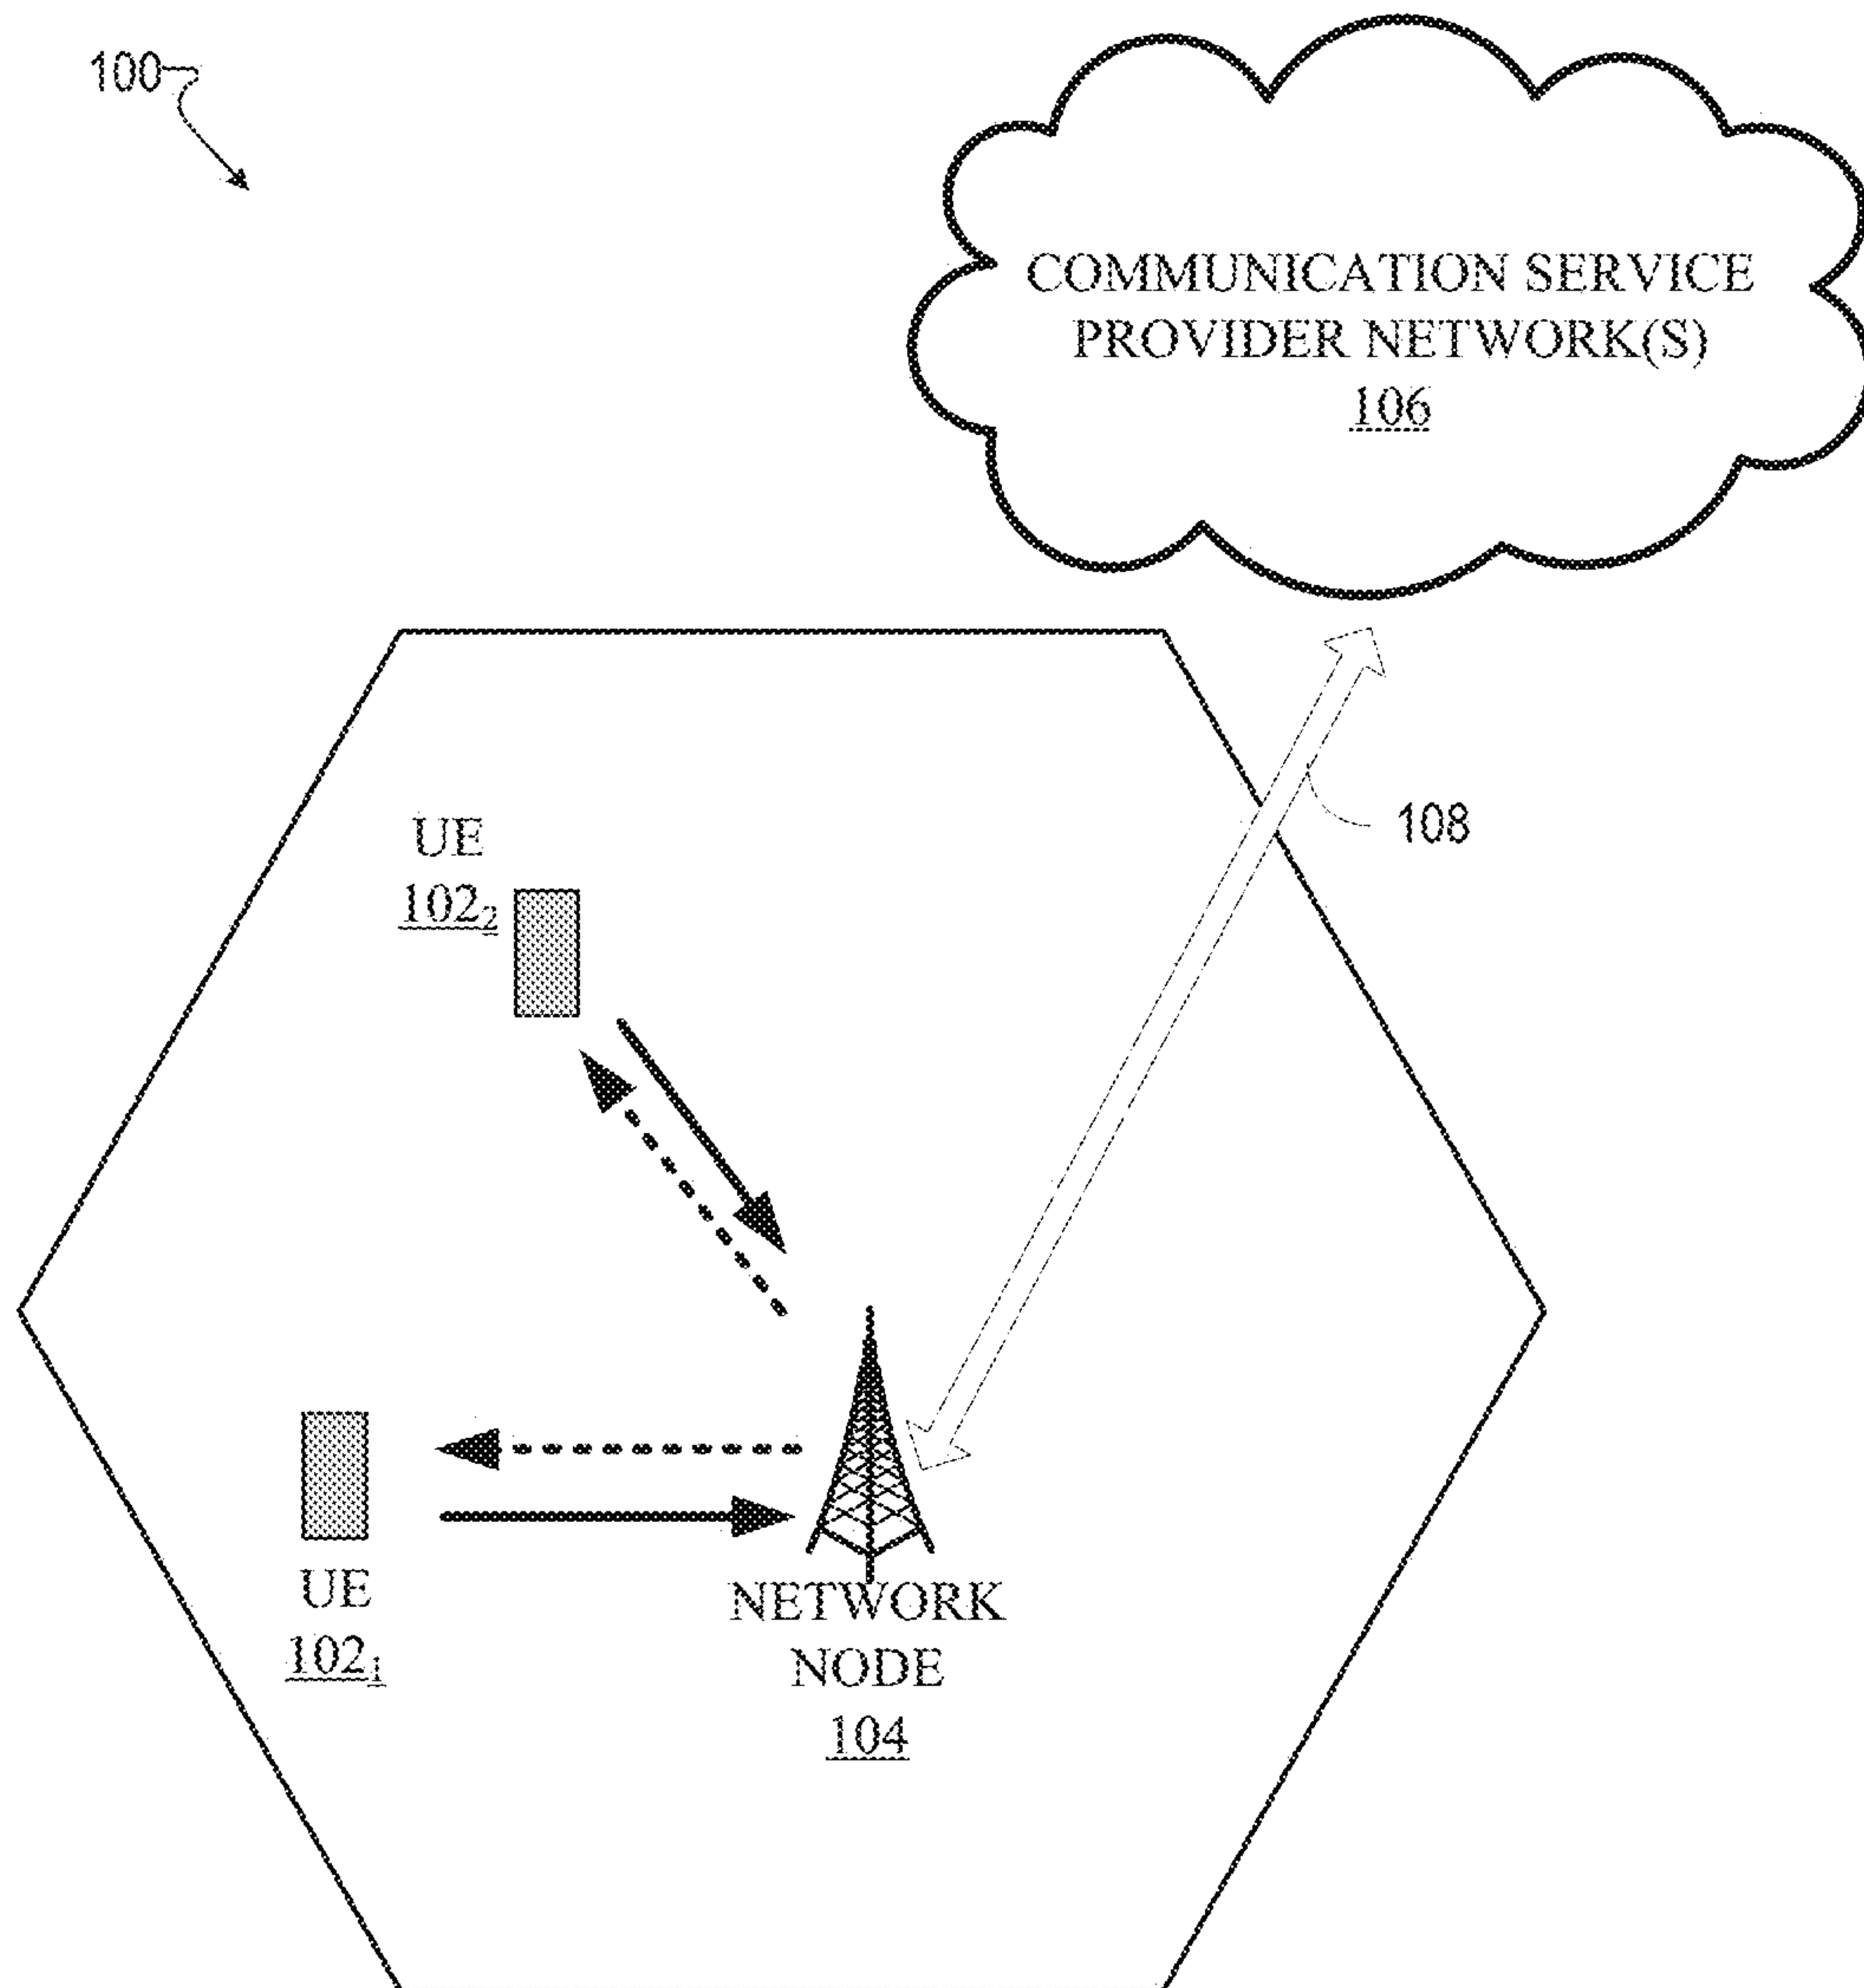 100
COMMUNICATION SERVICE
PROVIDER NETWORK(S)
106
108
UE
102₂
UE
102₁
NETWORK
NODE
104